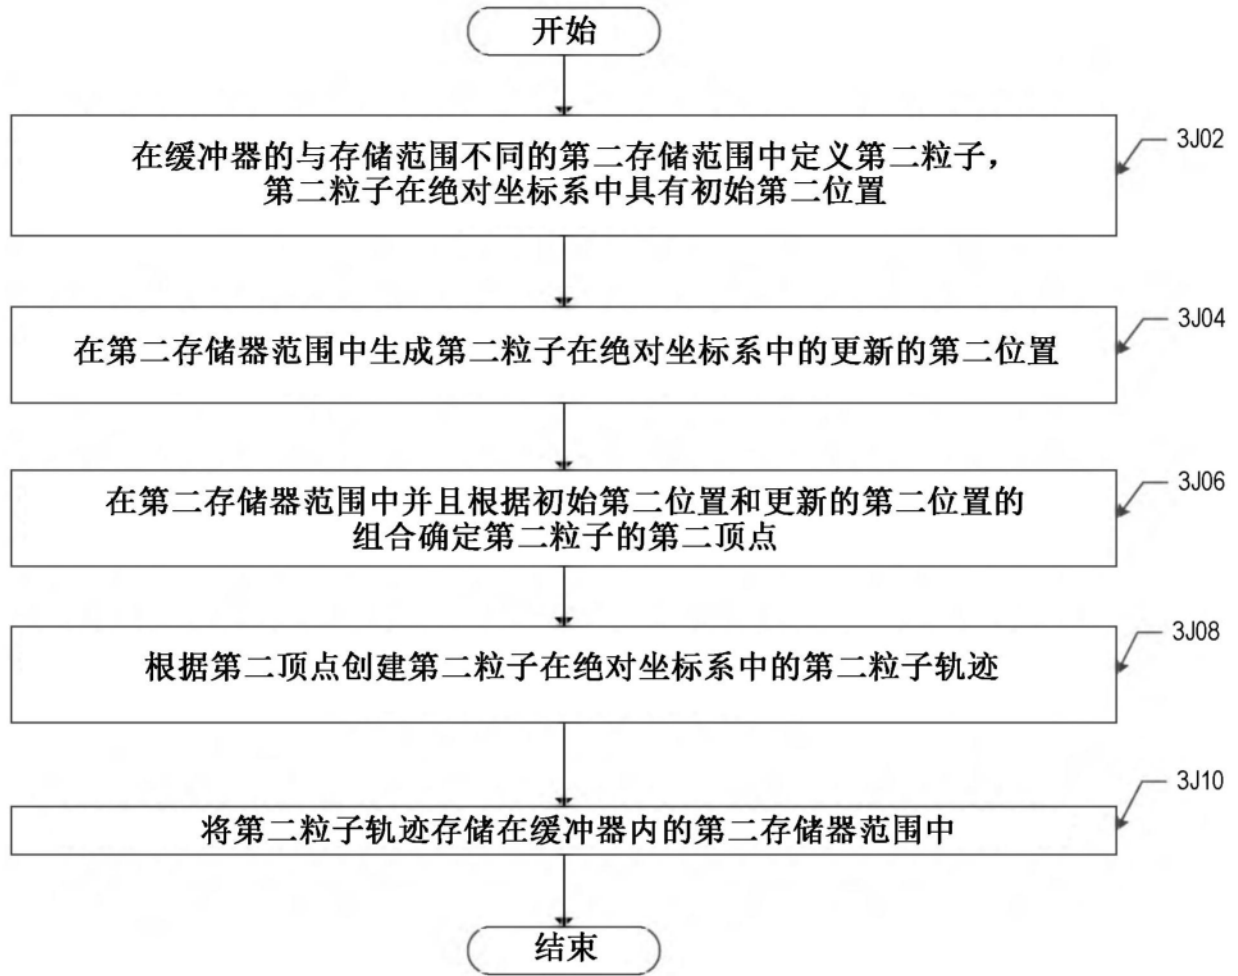 开始
在缓冲器的与存储范围不同的第二存储范围中定义第二粒子，
第二粒子在绝对坐标系中具有初始第二位置
3J02
在第二存储器范围中生成第二粒子在绝对坐标系中的更新的第二位置
3J04
在第二存储器范围中并且根据初始第二位置和更新的第二位置的
组合确定第二粒子的第二顶点
3J06
根据第二顶点创建第二粒子在绝对坐标系中的第二粒子轨迹
3J08
将第二粒子轨迹存储在缓冲器内的第二存储器范围中
3J10
结束